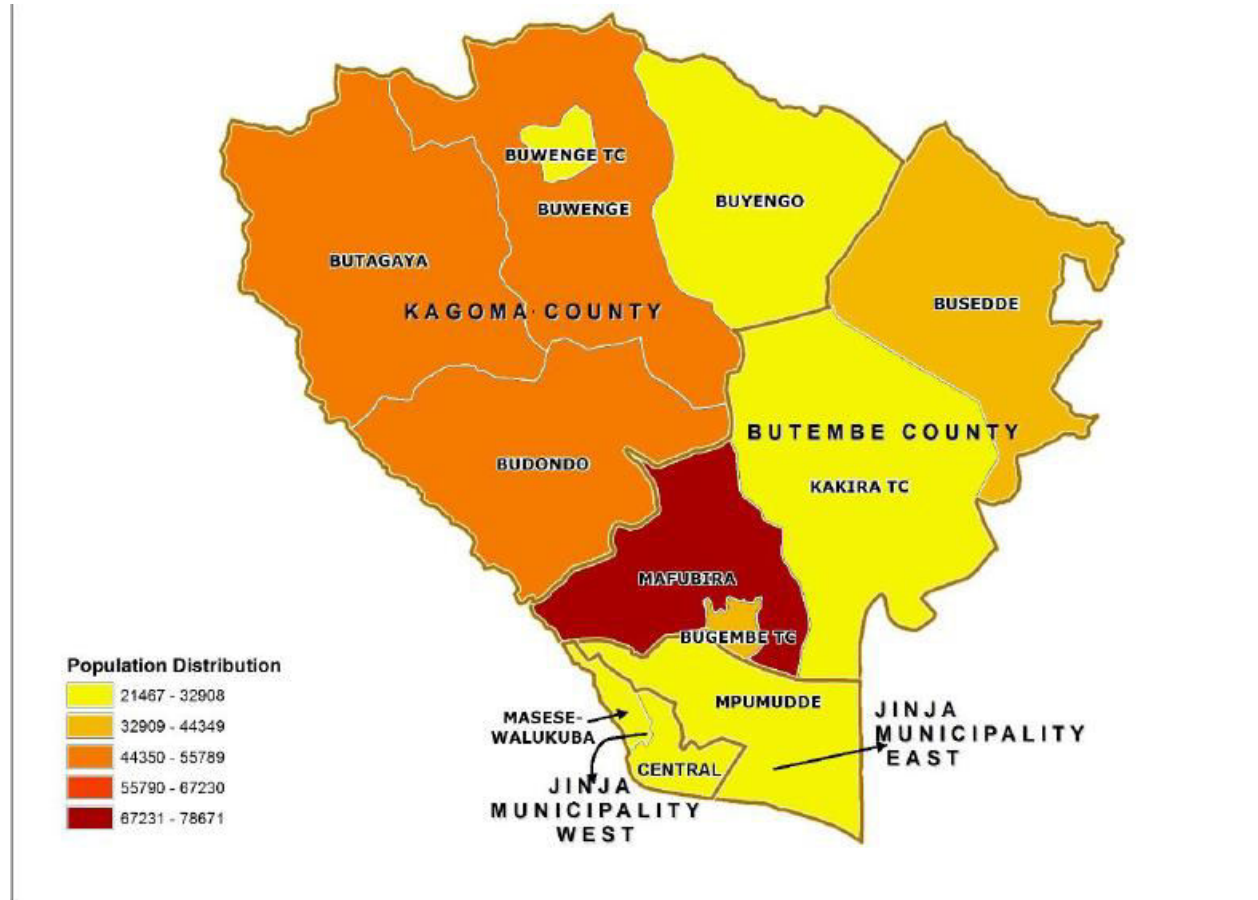 BUWENGE TC
BUWENGE
BUYENGO
BUTAGAYA
BUSEDDE
KAGOMA COUNTY
BUTEMBE COUNTY
BUDONDO
KAKIRA TC
MAFUBIRA
BUGEMBE TC
MPUMUDDE
MASESE-
WALUKUBA
CENTRAL
JINJA
MUNICIPALITY
EAST
JINJA
MUNICIPALITY
WEST
Population Distribution
21467 - 32908
32909 - 44349
44350 - 55789
55790 - 67230
67231 - 78671